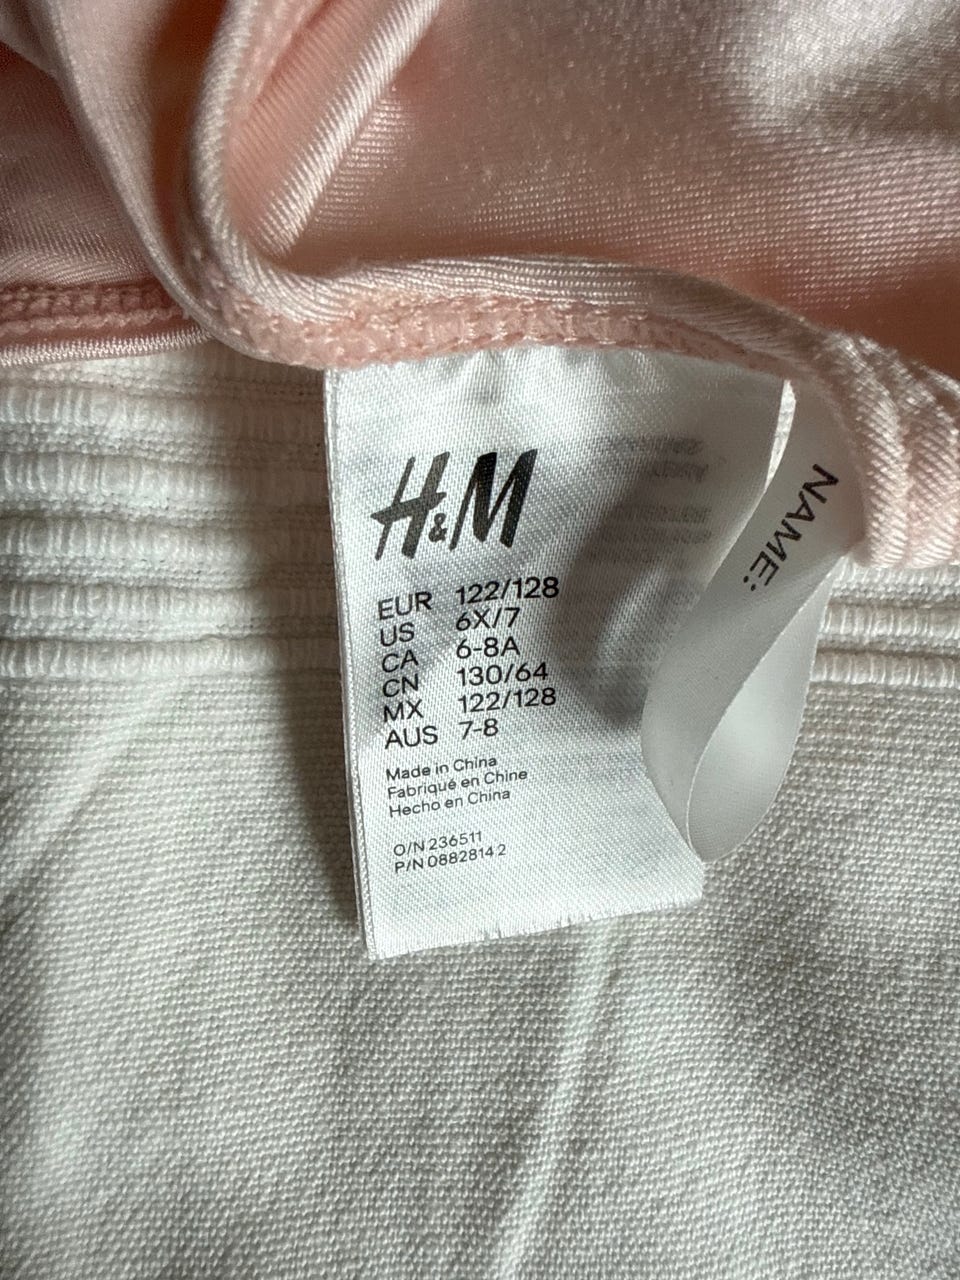 H&M
EUR 122/128
US 6X/7
CA 6-8A
CN 130/64
MX 122/128
AUS 7-8
Made in China
Fabriqué en Chine
Hecho en China
O/N 236511
P/N 0882814 2
NAME: